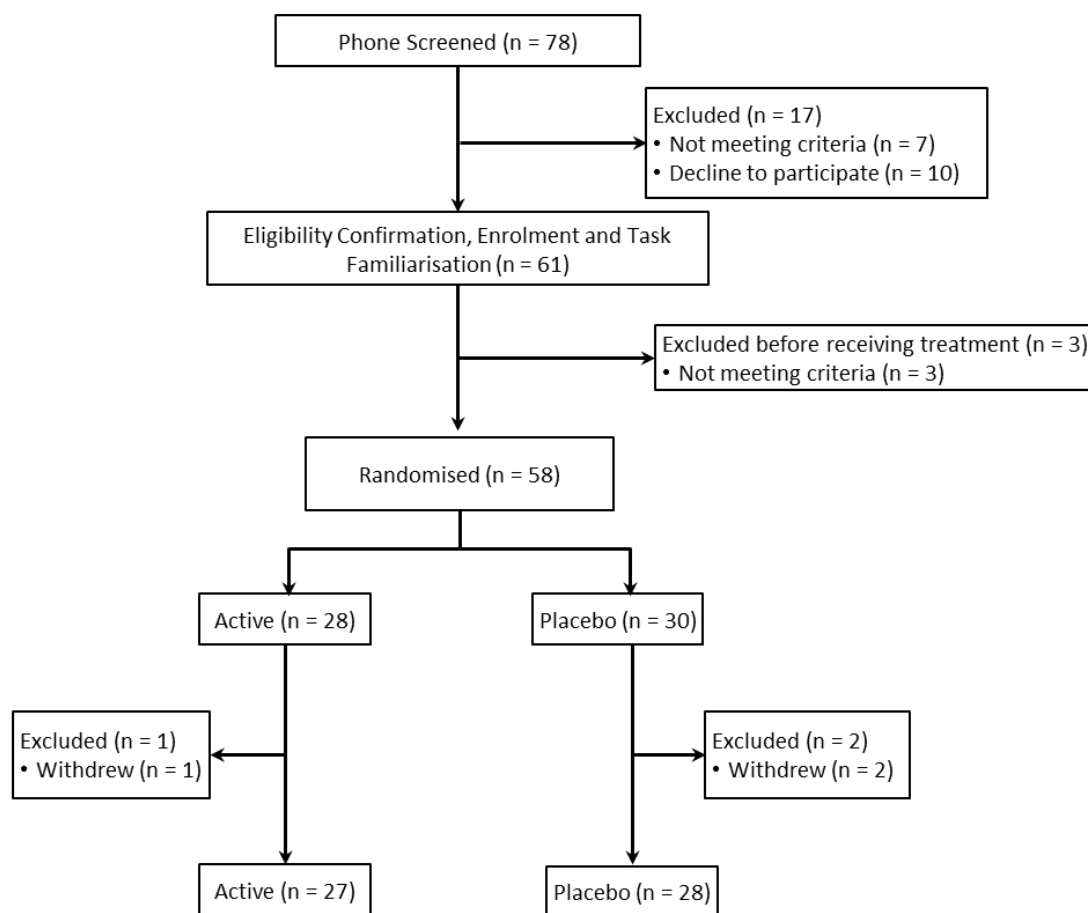 Phone Screened (n = 78)
Excluded (n = 17)
• Not meeting criteria (n = 7)
• Decline to participate (n = 10)
Eligibility Confirmation, Enrolment and Task
Familiarisation (n = 61)
Excluded before receiving treatment (n = 3)
• Not meeting criteria (n = 3)
Randomised (n = 58)
Active (n = 28)
Placebo (n = 30)
Excluded (n = 1)
• Withdrew (n = 1)
Excluded (n = 2)
• Withdrew (n = 2)
Active (n = 27)
Placebo (n = 28)